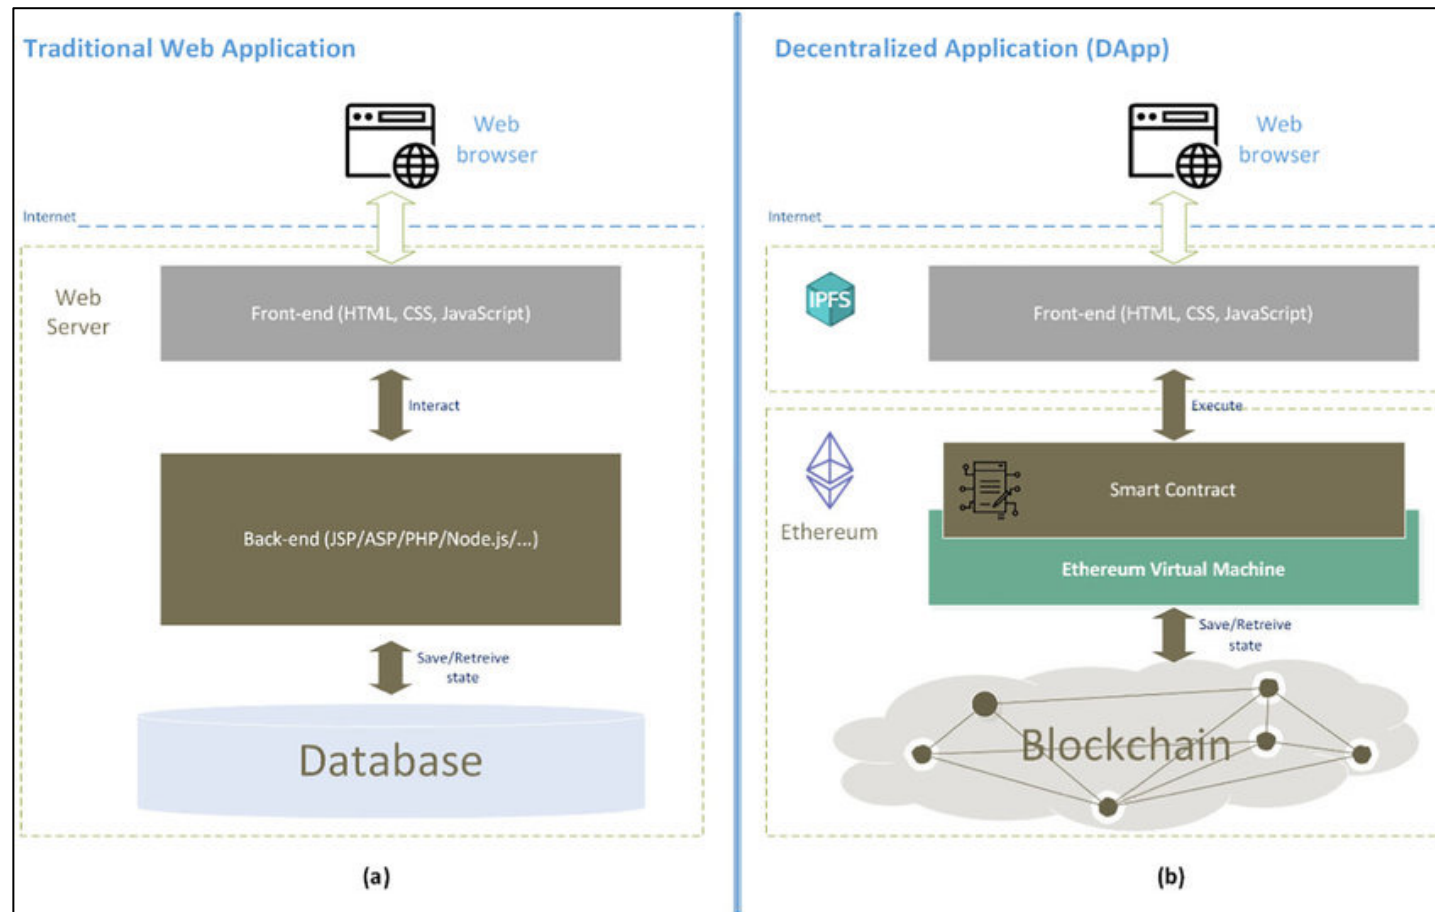 Traditional Web Application
Web
browser
Internet
Web
Server
Front-end (HTML, CSS, JavaScript)
Interact
Back-end (JSP/ASP/PHP/Node.js/...)
Save/Retreive
state
Database
(a)
Decentralized Application (DApp)
Web
browser
Internet
IPFS
Front-end (HTML, CSS, JavaScript)
Execute
Ethereum
Smart Contract
Ethereum Virtual Machine
Save/Retreive
state
Blockchain
(b)